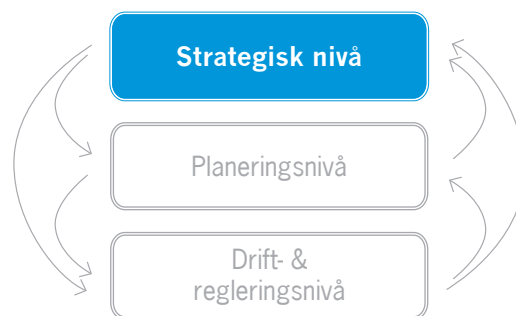 Strategisk nivå
Planeringsnivå
Drift- &
regleringsnivå